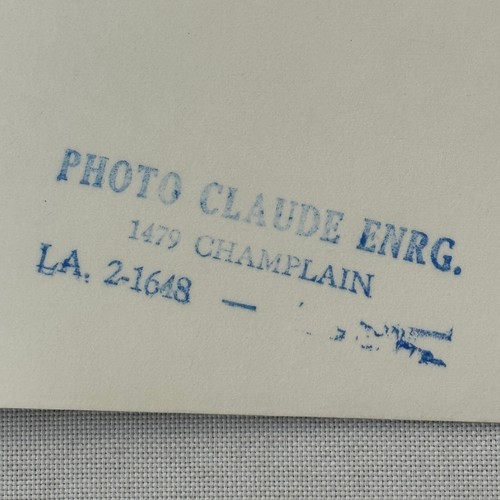 PHOTO CLAUDE ENRG.
1479 CHAMPLAIN
LA. 2-1648 —